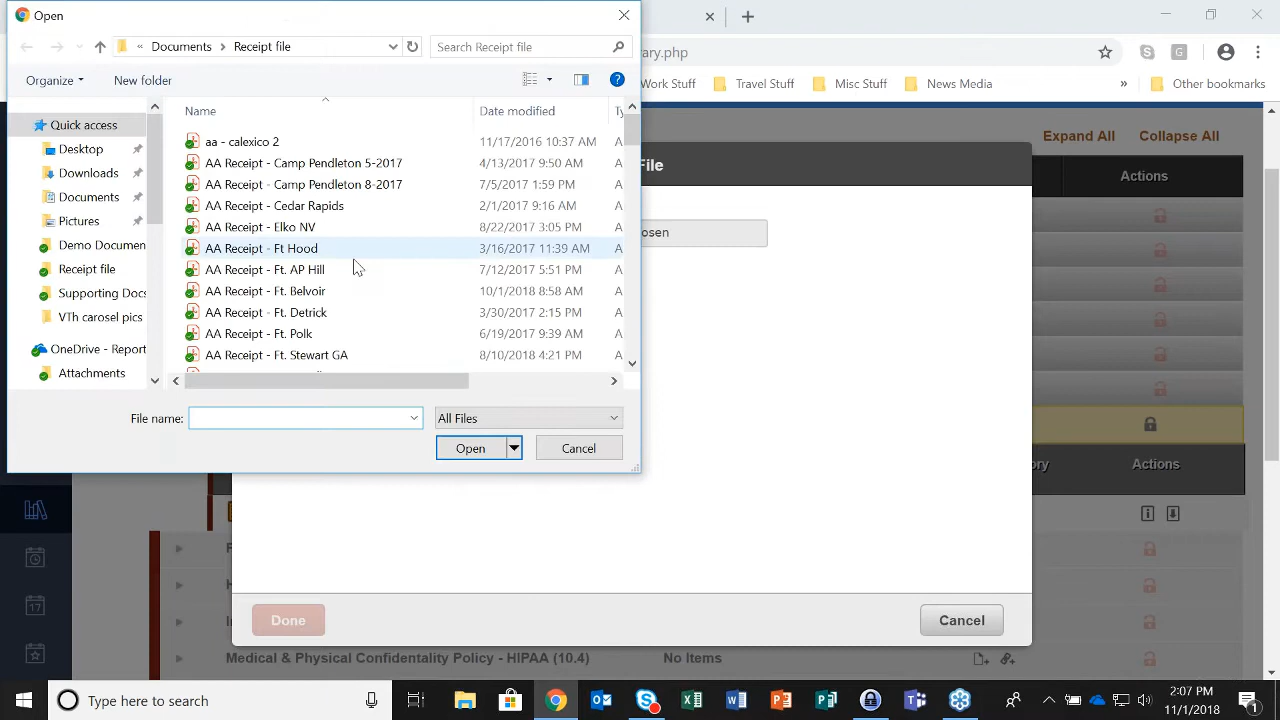 Open
« Documents > Receipt file
Search Receipt file
ary.php
Organize
New folder
Work Stuff
Travel Stuff
Misc Stuff
News Media
» Other bookmarks
Name
Date modified
Ty
Quick access
Desktop
Downloads
Documents
Pictures
Demo Documen
Receipt file
Supporting Docs
VTh carosel pics
OneDrive - Report
Attachments
aa - calexico 2 11/17/2016 10:37 AM A
AA Receipt - Camp Pendleton 5-2017 4/13/2017 9:50 AM A
AA Receipt - Camp Pendleton 8-2017 7/5/2017 1:59 PM A
AA Receipt - Cedar Rapids 2/1/2017 9:16 AM A
AA Receipt - Elko NV 8/22/2017 3:05 PM A
AA Receipt - Ft Hood 3/16/2017 11:39 AM A
AA Receipt - Ft. AP Hill 7/12/2017 5:51 PM A
AA Receipt - Ft. Belvoir 10/1/2018 8:58 AM A
AA Receipt - Ft. Detrick 3/30/2017 2:15 PM A
AA Receipt - Ft. Polk 6/19/2017 9:39 AM A
AA Receipt - Ft. Stewart GA 8/10/2018 4:21 PM A
File name:
All Files
Open
Cancel
Expand All Collapse All
File
Actions
osen
ory Actions
Done
Cancel
Medical & Physical Confidentality Policy - HIPAA (10.4) No Items
Type here to search
2:07 PM
11/1/2018